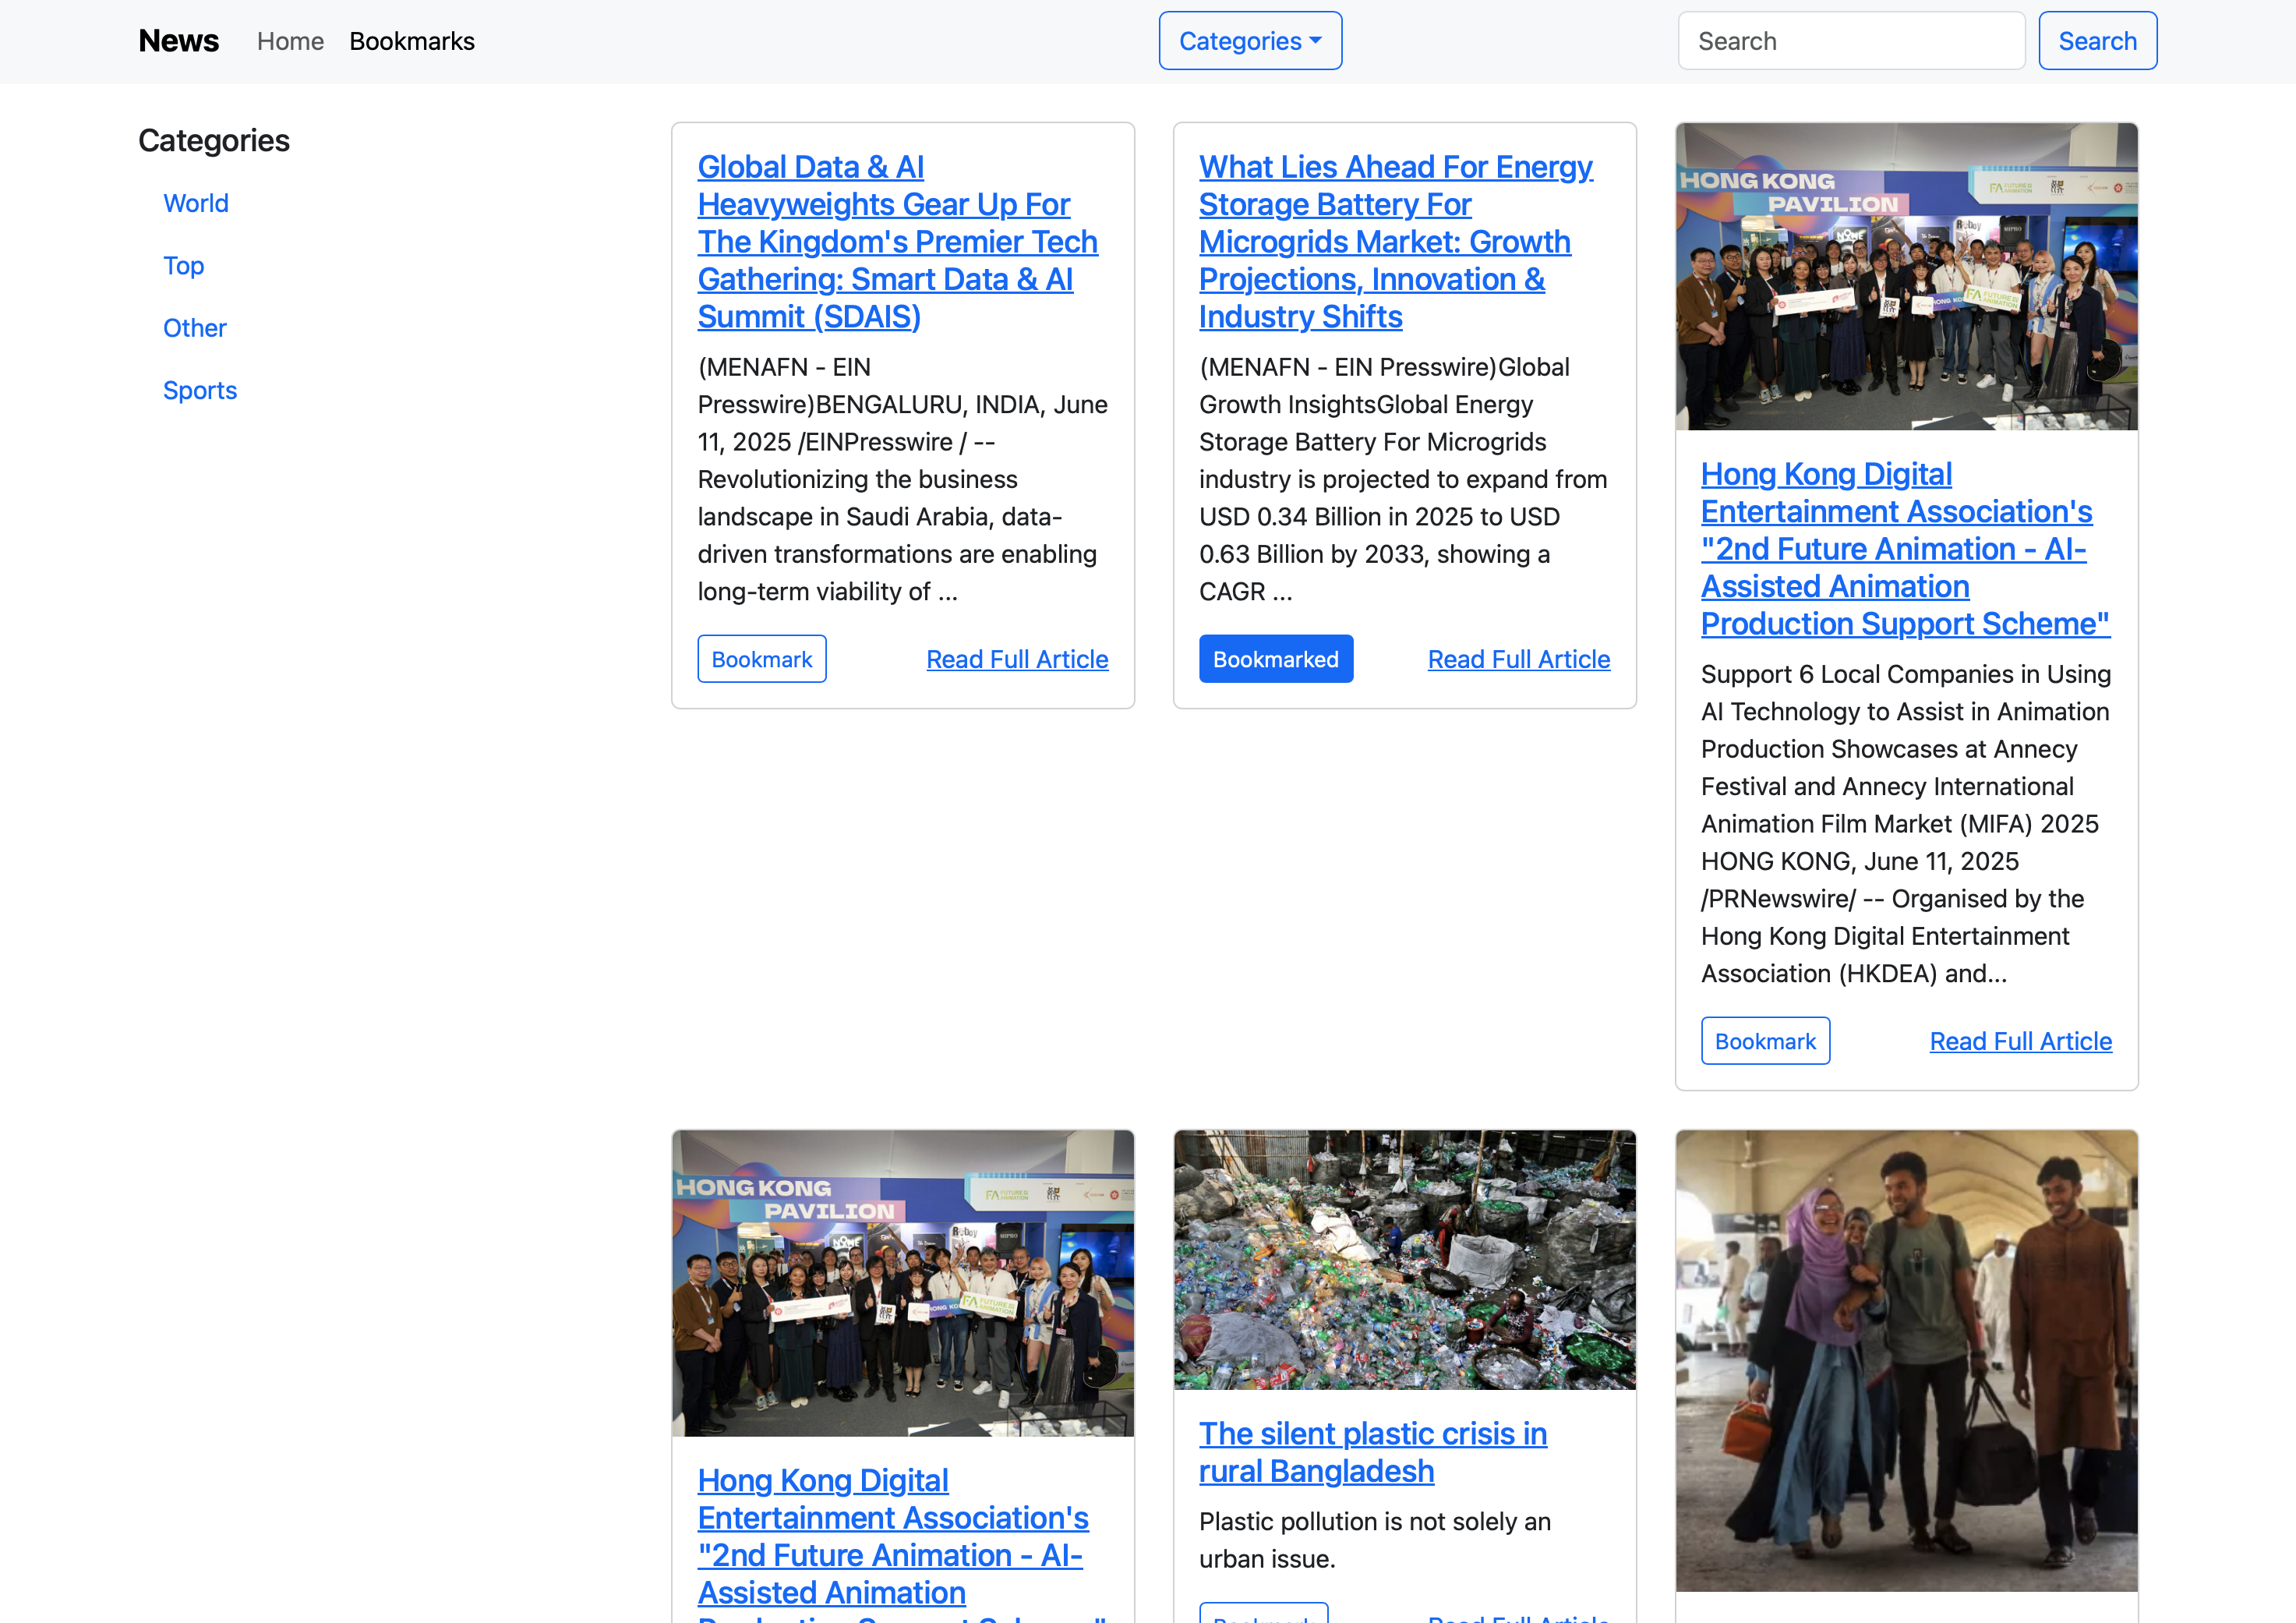 News Home Bookmarks Categories Search Search
Categories
World
Top
Other
Sports
Global Data & AI
Heavyweights Gear Up For
The Kingdom's Premier Tech
Gathering: Smart Data & AI
Summit (SDAIS)
(MENAFN - EIN
Presswire)BENGALURU, INDIA, June
11, 2025 /EINPresswire / --
Revolutionizing the business
landscape in Saudi Arabia, data-
driven transformations are enabling
long-term viability of ...
Bookmark Read Full Article
What Lies Ahead For Energy
Storage Battery For
Microgrids Market: Growth
Projections, Innovation &
Industry Shifts
(MENAFN - EIN Presswire)Global
Growth InsightsGlobal Energy
Storage Battery For Microgrids
industry is projected to expand from
USD 0.34 Billion in 2025 to USD
0.63 Billion by 2033, showing a
CAGR ...
Bookmarked Read Full Article
HONG KONG
PAVILION
Hong Kong Digital
Entertainment Association's
"2nd Future Animation - AI-
Assisted Animation
Production Support Scheme"
Support 6 Local Companies in Using
AI Technology to Assist in Animation
Production Showcases at Annecy
Festival and Annecy International
Animation Film Market (MIFA) 2025
HONG KONG, June 11, 2025
/PRNewswire/ -- Organised by the
Hong Kong Digital Entertainment
Association (HKDEA) and...
Bookmark Read Full Article
HONG KONG
PAVILION
Hong Kong Digital
Entertainment Association's
"2nd Future Animation - AI-
Assisted Animation
Production Support Scheme"
The silent plastic crisis in
rural Bangladesh
Plastic pollution is not solely an
urban issue.
Bookmark Read Full Article